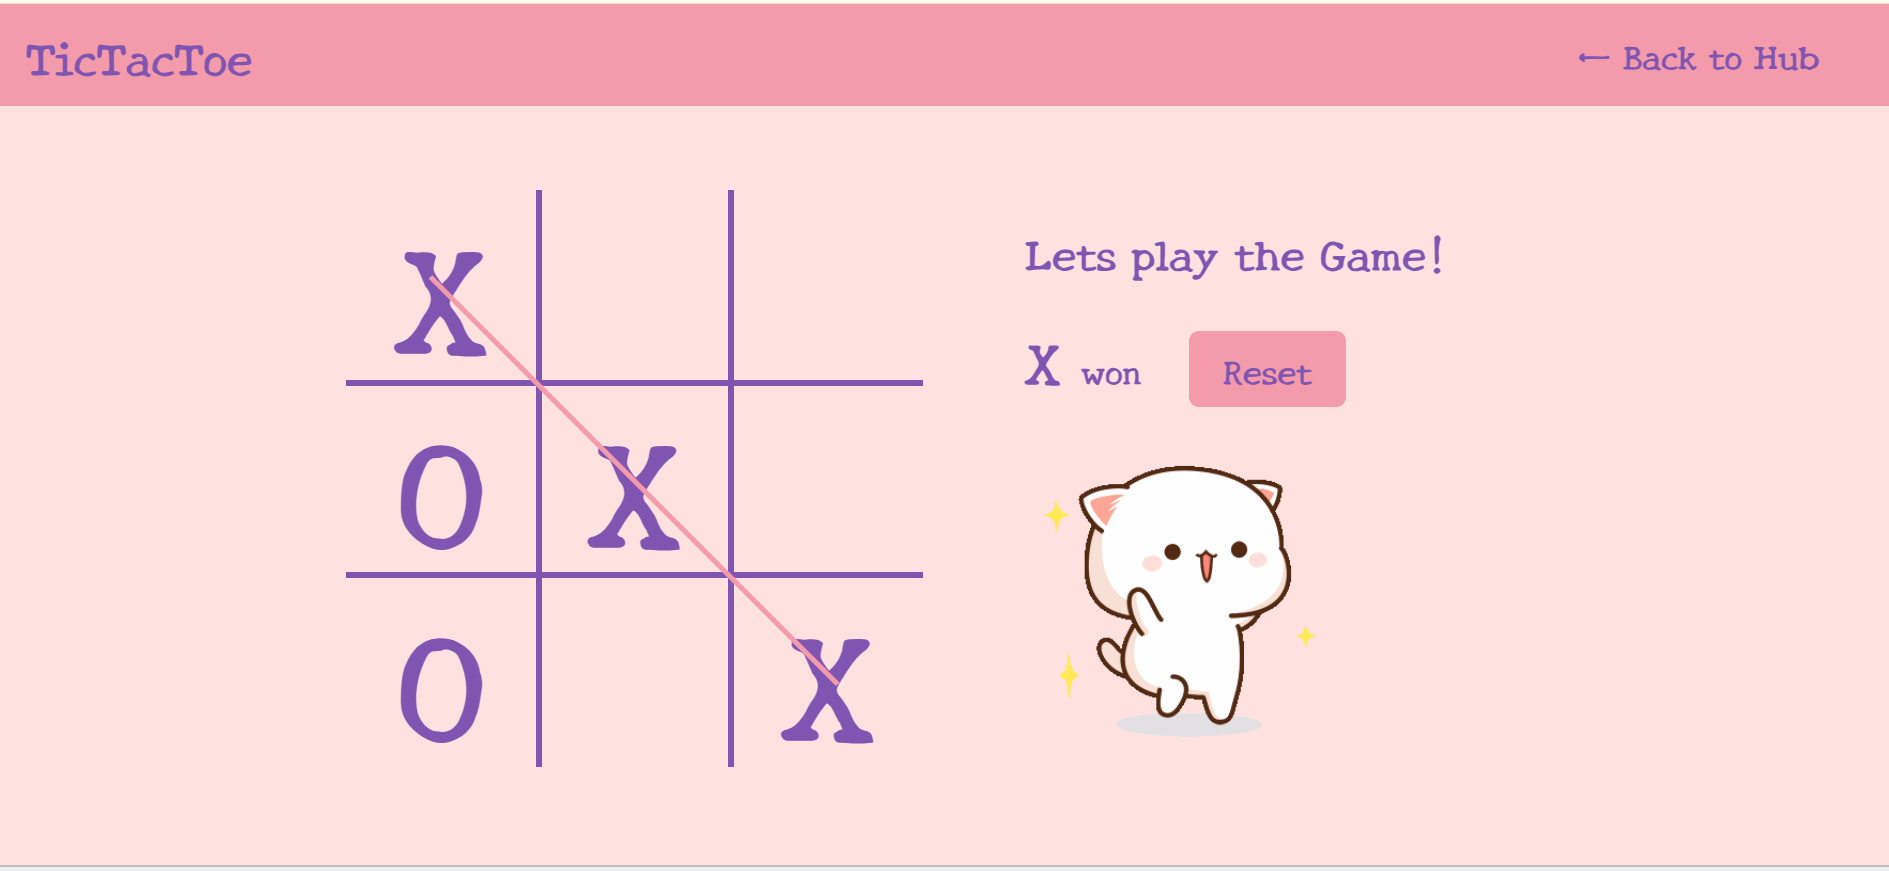 TicTacToe
← Back to Hub
X
O X
O X
Lets play the Game!
X won Reset